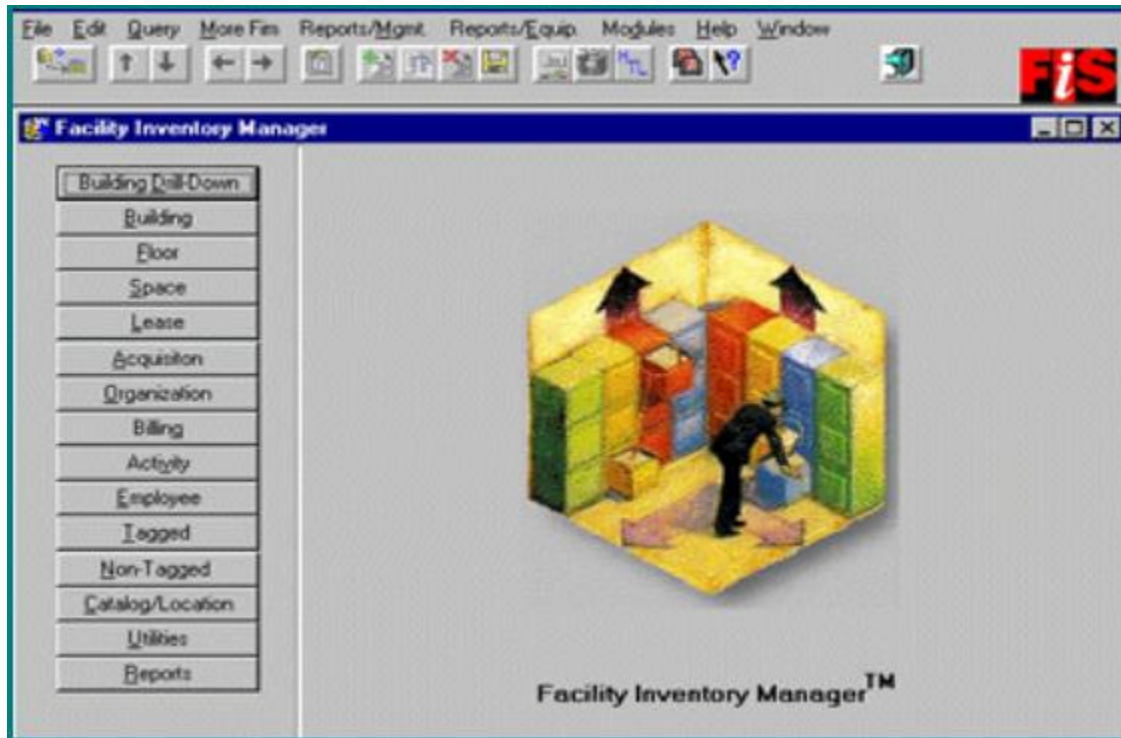 File Edit Query More Fim Reports/Mgmt. Reports/Equip. Modules Help Window
FiS
Facility Inventory Manager
Building Drill-Down
Building
Floor
Space
Lease
Acquisiton
Organization
Billing
Activity
Employee
Tagged
Non-Tagged
Catalog/Location
Utilities
Reports
Facility Inventory Manager™